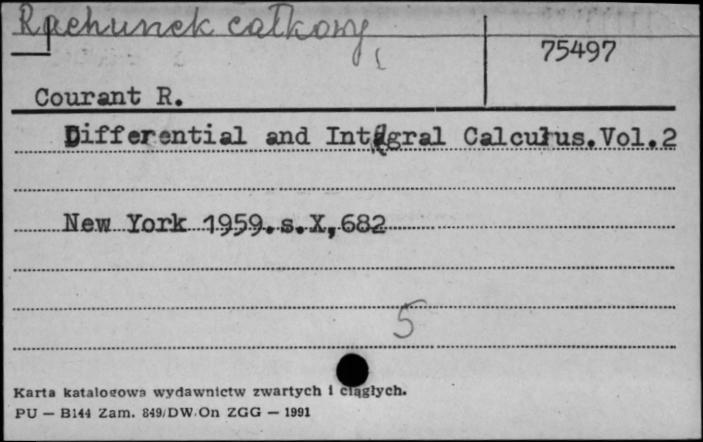 Rachunek całkowy
75497
Courant R.
Differential and Integral Calculus.Vol.2
New York 1959.s.X,682
5
Karta katalogowa wydawnictw zwartych i ciągłych.
PU — B144 Zam. 849/DW/On ZGG — 1991